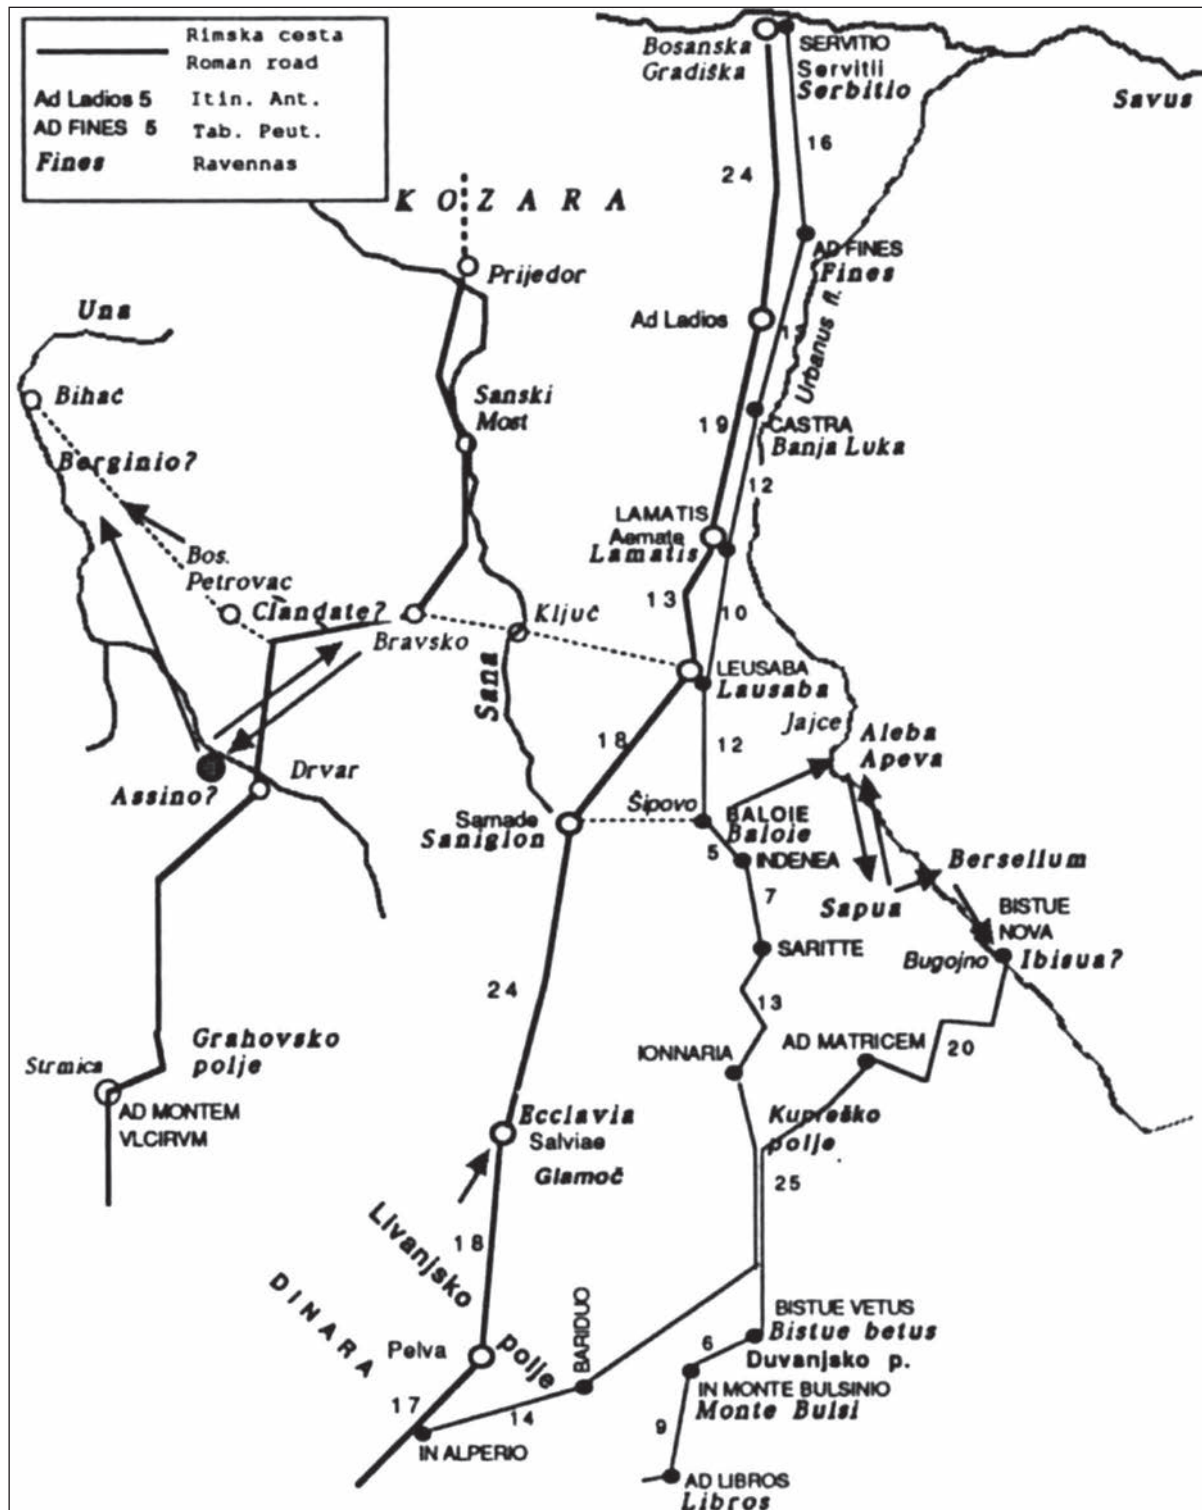 Rimska cesta
Roman road
Ad Ladios 5 Itin. Ant.
AD FINES 5 Tab. Peut.
Fines Ravennas
Bosanska
Gradiška
SERVITIO
Servitii
Serbitio
Savus
16
24
KOZARA
Prijedor
AD FINES
Fines
Ad Ladios
Urbanus fl.
Una
Bihać
Sanski
Most
19
CASTRA
Banja Luka
Berginio?
12
LAMATIS
Aemate
Lamatis
Bos.
Petrovac
Člandate?
Bravsko
Ključ
13
10
Sana
LEUSABA
Lausaba
Jajce
Aleba
Apeva
18
12
Assino?
Drvar
Šipovo
Sarnade
Saniglon
BALOIE
Baloie
5
INDENEA
Bersellum
7
Sapua
BISTUE
NOVA
SARITTE
Bugojno
Ibisua?
24
13
Grahovsko
polje
Strmica
IONNARIA
AD MATRICEM
20
AD MONTEM
VLCIRVM
Ecclavia
Salviae
Glamoč
Kupreško
polje
25
18
Livanjsko
polje
DINARA
BARIDUO
BISTUE VETUS
Bistue betus
Duvanjsko p.
Pelva
6
17
14
IN MONTE BULSINIO
Monte Bulsi
9
IN ALPERIO
AD LIBROS
Libros